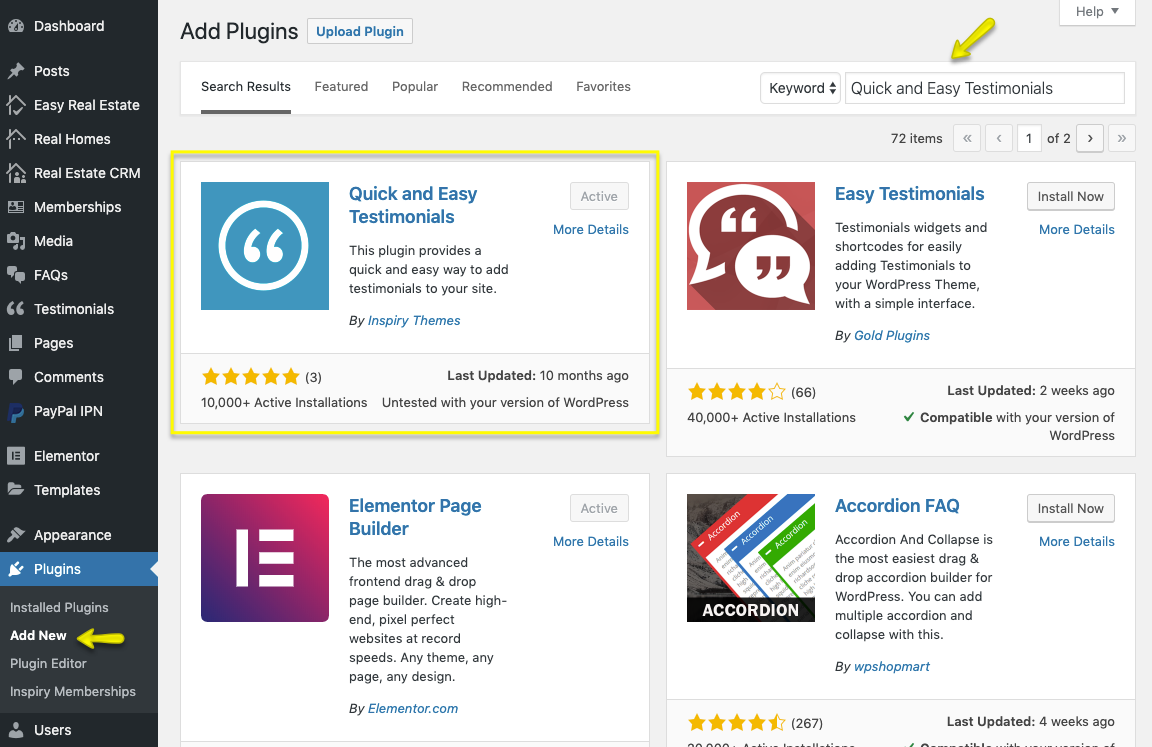 Dashboard
Posts
Easy Real Estate
Real Homes
Real Estate CRM
Memberships
Media
FAQs
Testimonials
Pages
Comments
PayPal IPN
Elementor
Templates
Appearance
Plugins
Installed Plugins
Add New
Plugin Editor
Inspiry Memberships
Users
Add Plugins
Upload Plugin
Help
Search Results
Featured
Popular
Recommended
Favorites
Keyword
Quick and Easy Testimonials
72 items
«
‹
1
of 2
›
»
Quick and Easy
Testimonials
Active
More Details
This plugin provides a
quick and easy way to add
testimonials to your site.
By Inspiry Themes
(3)
Last Updated: 10 months ago
10,000+ Active Installations
Untested with your version of WordPress
Easy Testimonials
Install Now
More Details
Testimonials widgets and
shortcodes for easily
adding Testimonials to
your WordPress Theme,
with a simple interface.
By Gold Plugins
(66)
Last Updated: 2 weeks ago
40,000+ Active Installations
Compatible with your version of
WordPress
Elementor Page
Builder
Active
More Details
The most advanced
frontend drag & drop
page builder. Create high-
end, pixel perfect
websites at record
speeds. Any theme, any
page, any design.
By Elementor.com
Accordion
Accordion
Accordion
ACCORDION
Accordion FAQ
Install Now
More Details
Accordion And Collapse is
the most easiest drag &
drop accordion builder for
WordPress. You can add
multiple accordion and
collapse with this.
By wpshopmart
(267)
Last Updated: 4 weeks ago
Active Installations
Compatible with your version of